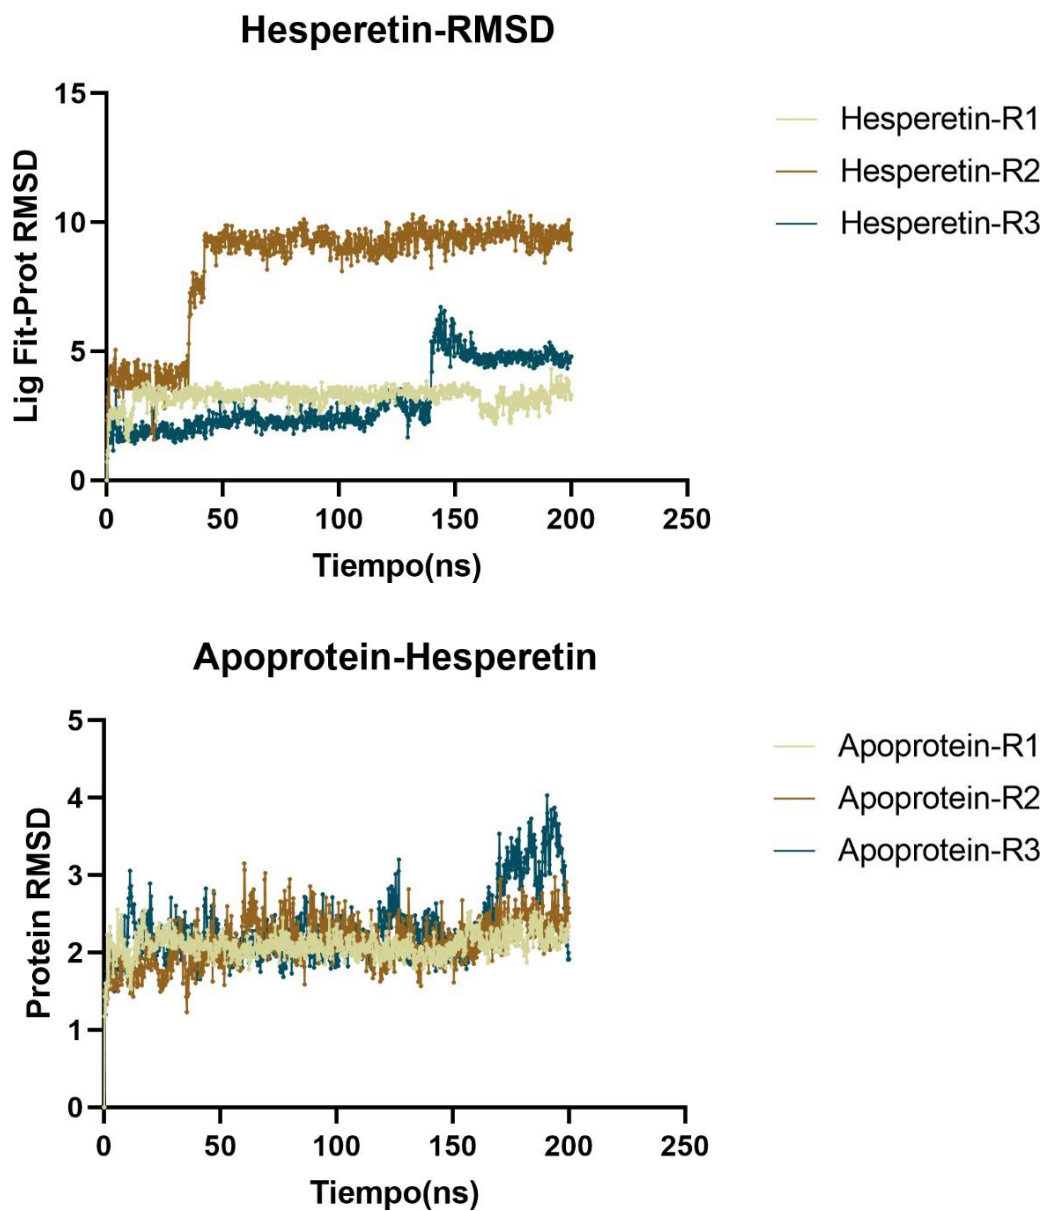 Hesperetin-RMSD
Lig Fit-Prot RMSD
15
10
5
0
0 50 100 150 200 250
Tiempo(ns)
Hesperetin-R1
Hesperetin-R2
Hesperetin-R3
Apoprotein-Hesperetin
Protein RMSD
5
4
3
2
1
0
0 50 100 150 200 250
Tiempo(ns)
Apoprotein-R1
Apoprotein-R2
Apoprotein-R3